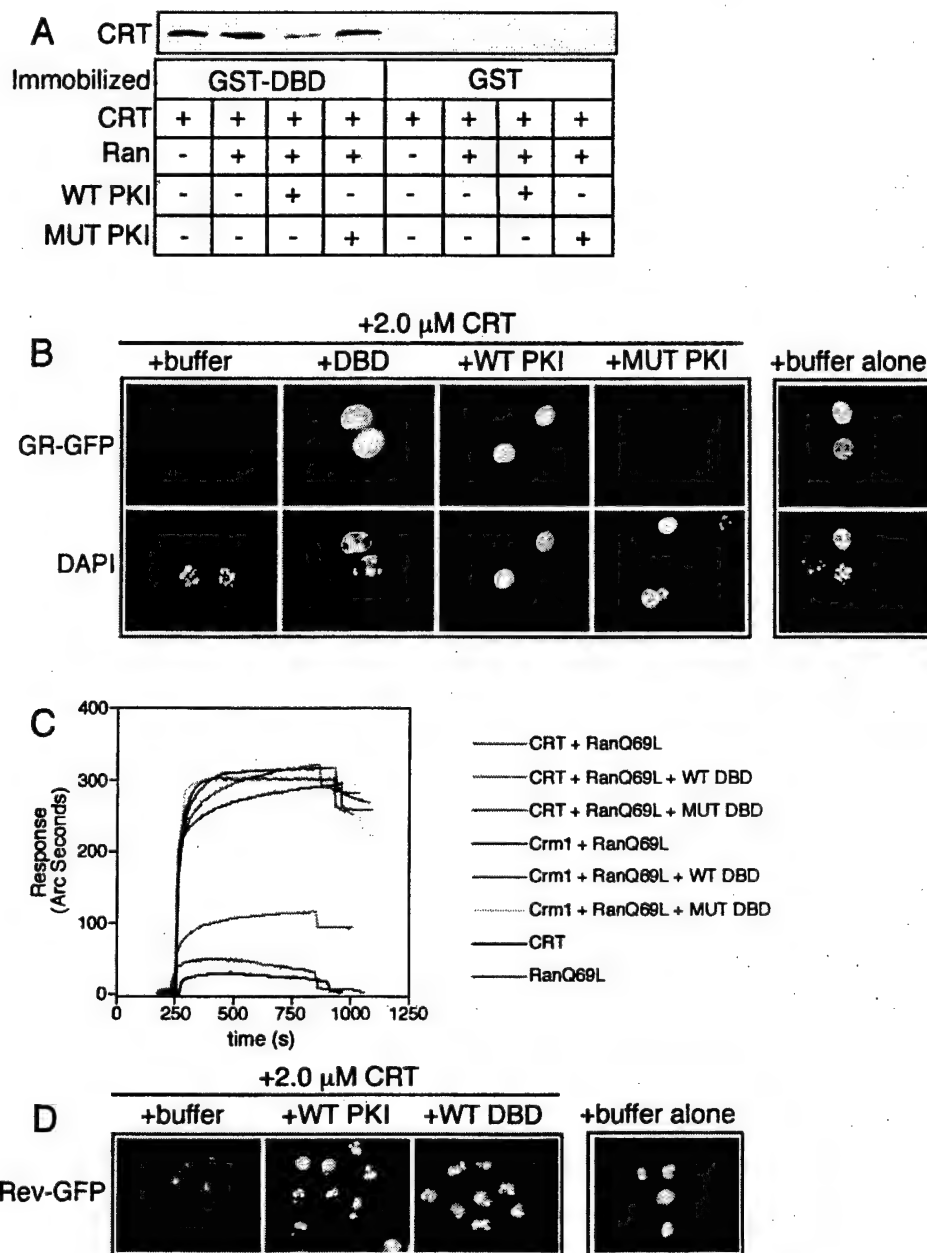 A CRT
Immobilized GST-DBD GST
CRT + + + + + + + +
Ran - + + + - + + +
WT PKI - - + - - - + -
MUT PKI - - - + - - - +
+2.0 μM CRT
B +buffer +DBD +WT PKI +MUT PKI +buffer alone
GR-GFP
DAPI
C
Response
(Arc Seconds)
400
300
200
100
0
0 250 500 750 1000 1250
time (s)
CRT + RanQ69L
CRT + RanQ69L + WT DBD
CRT + RanQ69L + MUT DBD
Crm1 + RanQ69L
Crm1 + RanQ69L + WT DBD
Crm1 + RanQ69L + MUT DBD
CRT
RanQ69L
+2.0 μM CRT
D +buffer +WT PKI +WT DBD +buffer alone
Rev-GFP